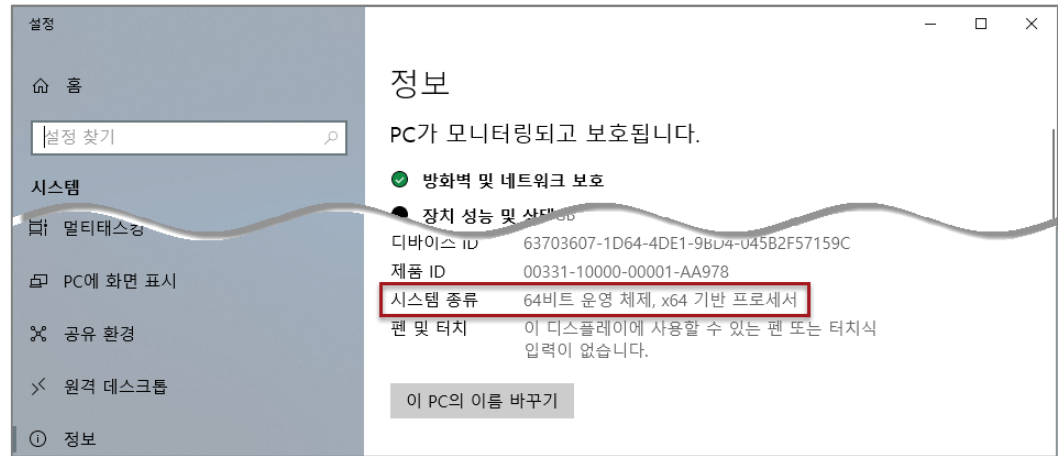 설정
홈
설정 찾기
시스템
멀티태스킹
PC에 화면 표시
공유 환경
원격 데스크톱
정보
정보
PC가 모니터링되고 보호됩니다.
방화벽 및 네트워크 보호
장치 성능 및 상태
디바이스 ID 63703607-1D64-4DE1-9BD4-045B2F57159C
제품 ID 00331-10000-00001-AA978
시스템 종류 64비트 운영 체제, x64 기반 프로세서
펜 및 터치 이 디스플레이에 사용할 수 있는 펜 또는 터치식
입력이 없습니다.
이 PC의 이름 바꾸기